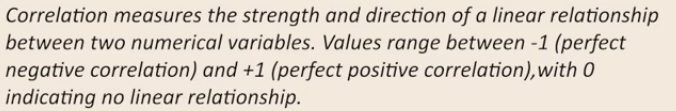 Correlation measures the strength and direction of a linear relationship
between two numerical variables. Values range between -1 (perfect
negative correlation) and +1 (perfect positive correlation),with 0
indicating no linear relationship.